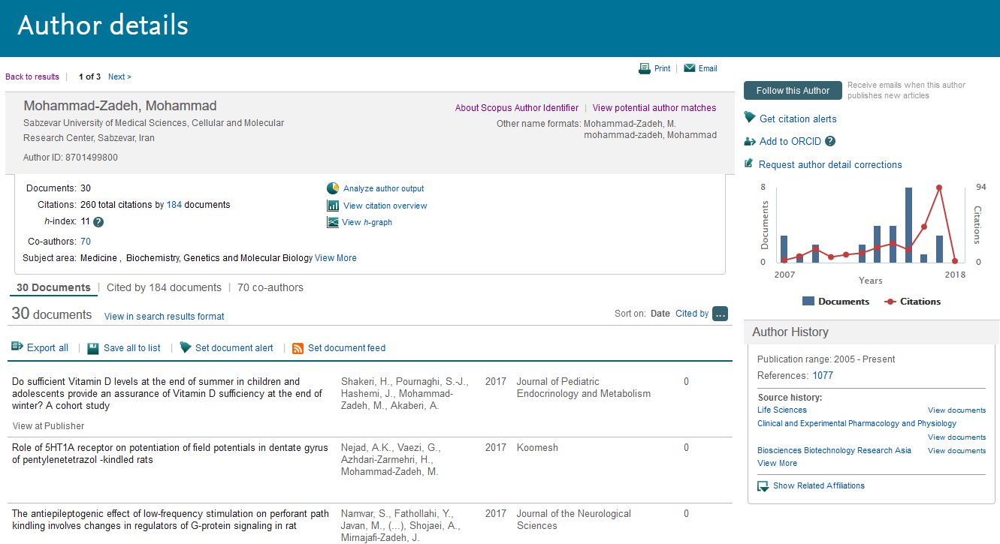 Author details
Print | Email
Back to results | 1 of 3 Next >
Mohammad-Zadeh, Mohammad
Sabzevar University of Medical Sciences, Cellular and Molecular
Research Center, Sabzevar, Iran
Author ID: 8701499800
About Scopus Author Identifier | View potential author matches
Other name formats: Mohammad-Zadeh, M.
mohammad-zadeh, Mohammad
Documents: 30
Citations: 260 total citations by 184 documents
h-index: 11 ?
Co-authors: 70
Subject area: Medicine , Biochemistry, Genetics and Molecular Biology View More
Analyze author output
View citation overview
View h-graph
30 Documents | Cited by 184 documents | 70 co-authors
30 documents View in search results format
Sort on: Date Cited by ...
Export all | Save all to list | Set document alert | Set document feed
Do sufficient Vitamin D levels at the end of summer in children and
adolescents provide an assurance of Vitamin D sufficiency at the end of
winter? A cohort study
View at Publisher
Shakeri, H., Pournaghi, S.-J.,
Hashemi, J., Mohammad-
Zadeh, M., Akaberi, A.
2017
Journal of Pediatric
Endocrinology and Metabolism
0
Role of 5HT1A receptor on potentiation of field potentials in dentate gyrus
of pentylenetetrazol -kindled rats
Nejad, A.K., Vaezi, G.,
Azhdari-Zarmehri, H.,
Mohammad-Zadeh, M.
2017
Koomesh
0
The antiepileptogenic effect of low-frequency stimulation on perforant path
kindling involves changes in regulators of G-protein signaling in rat
Namvar, S., Fathollahi, Y.,
Javan, M., (...), Shojaei, A.,
Mirnajafi-Zadeh, J.
2017
Journal of the Neurological
Sciences
0
Follow this Author
Receive emails when this author
publishes new articles
Get citation alerts
Add to ORCID ?
Request author detail corrections
8
Documents
0
94
Citations
0
2007
2018
Years
Documents Citations
Author History
Publication range: 2005 - Present
References: 1077
Source history:
Life Sciences View documents
Clinical and Experimental Pharmacology and Physiology
View documents
Biosciences Biotechnology Research Asia View documents
View More
Show Related Affiliations